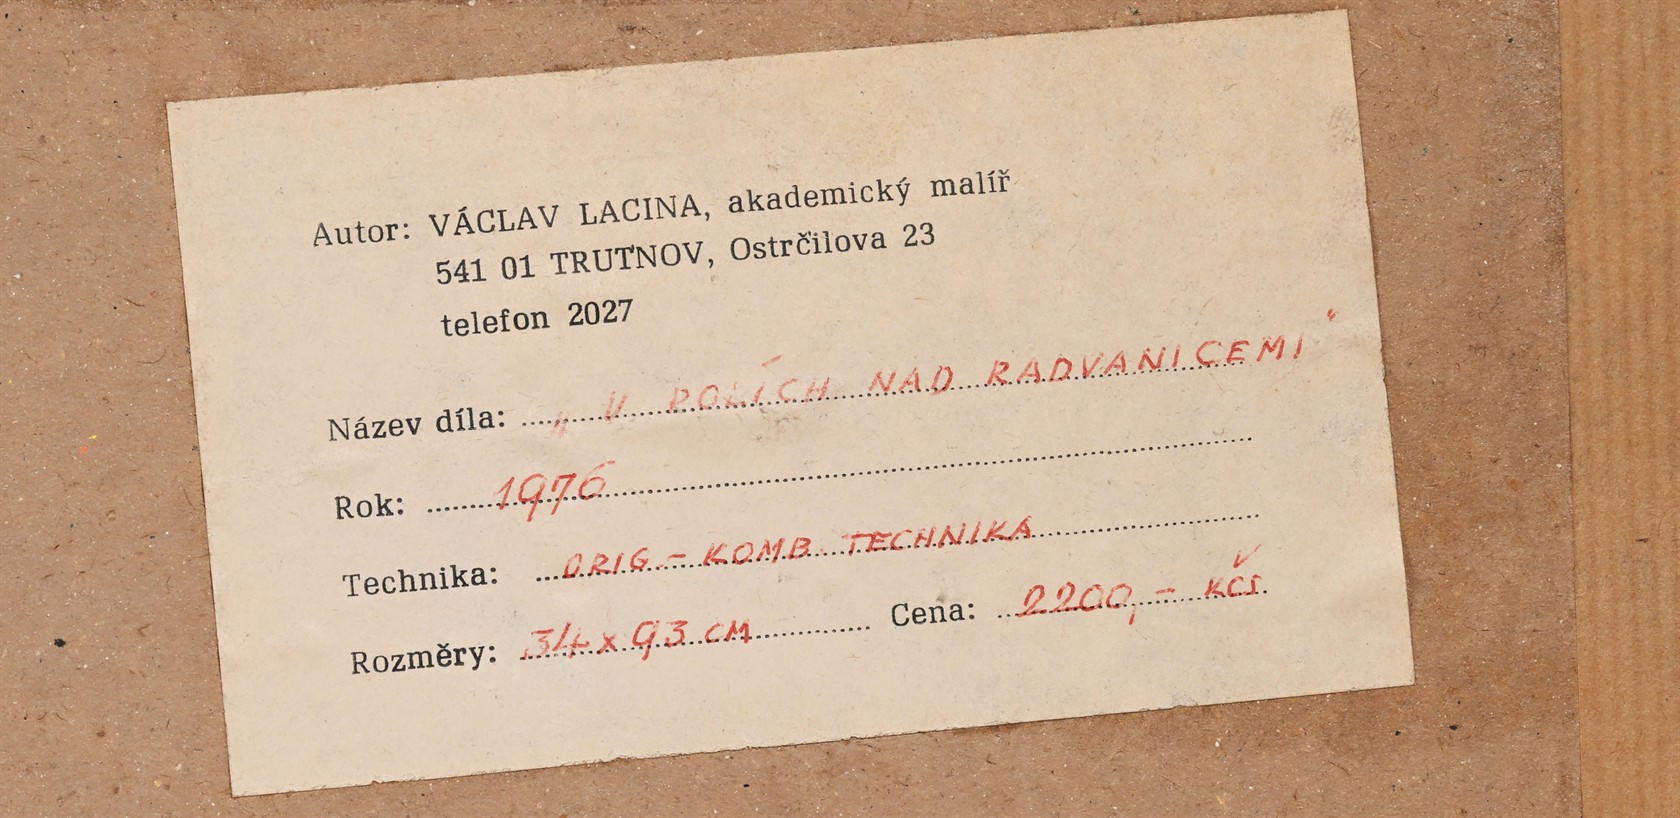 Autor: VÁCLAV LACINA, akademický malíř
541 01 TRUTNOV, Ostrčilova 23
telefon 2027
Název díla: „ V POLÍCH NAD RADVANICEMI"
Rok: 1976
Technika: ORIG - KOMB. TECHNIKA
Rozměry: 34 x 93 cM Cena: 2200,- KČS.